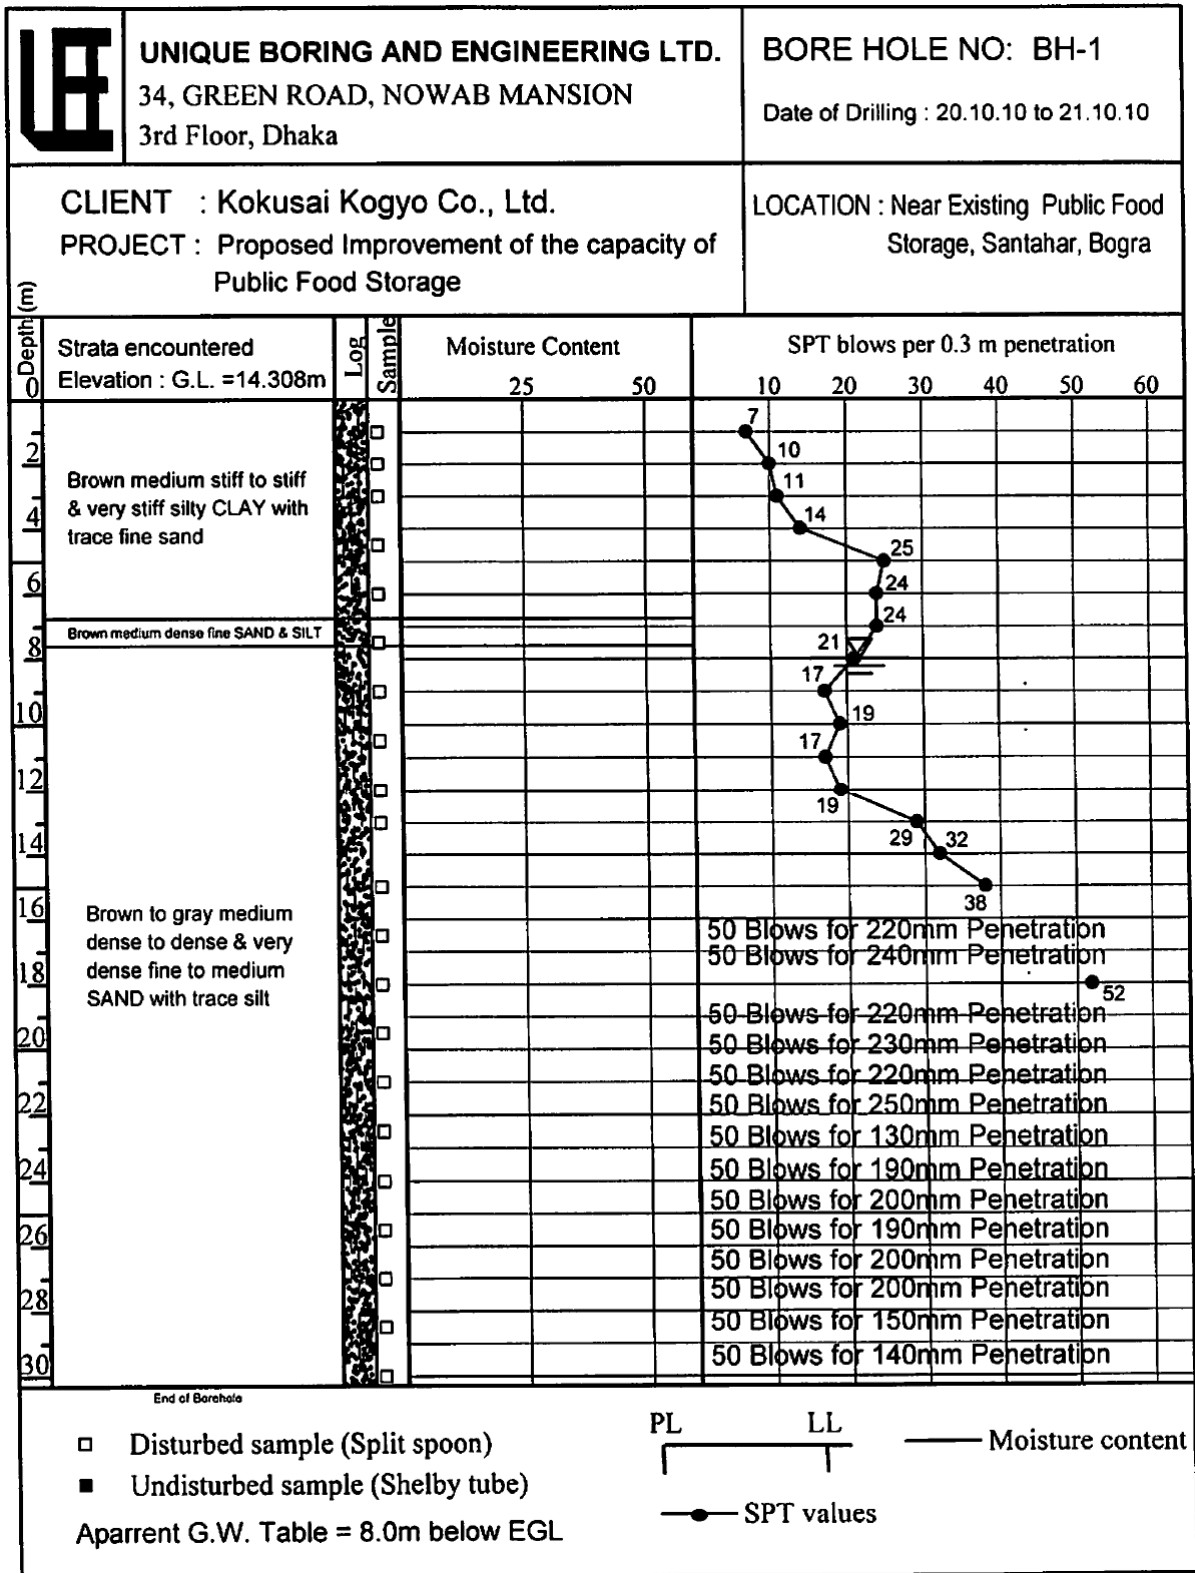 UNIQUE BORING AND ENGINEERING LTD.
34, GREEN ROAD, NOWAB MANSION
3rd Floor, Dhaka
BORE HOLE NO: BH-1
Date of Drilling : 20.10.10 to 21.10.10
CLIENT : Kokusai Kogyo Co., Ltd.
PROJECT : Proposed Improvement of the capacity of
Public Food Storage
LOCATION : Near Existing Public Food
Storage, Santahar, Bogra
Depth (m)
0
Strata encountered
Elevation : G.L. =14.308m
Log
Sample
Moisture Content
25 50
SPT blows per 0.3 m penetration
10 20 30 40 50 60
2
4
6
8
10
12
14
16
18
20
22
24
26
28
30
Brown medium stiff to stiff
& very stiff silty CLAY with
trace fine sand
Brown medium dense fine SAND & SILT
Brown to gray medium
dense to dense & very
dense fine to medium
SAND with trace silt
7
10
11
14
25
24
24
21
17
19
17
19
29
32
38
50 Blows for 220mm Penetration
50 Blows for 240mm Penetration
52
50 Blows for 220mm Penetration
50 Blows for 230mm Penetration
50 Blows for 220mm Penetration
50 Blows for 250mm Penetration
50 Blows for 130mm Penetration
50 Blows for 190mm Penetration
50 Blows for 200mm Penetration
50 Blows for 190mm Penetration
50 Blows for 200mm Penetration
50 Blows for 200mm Penetration
50 Blows for 150mm Penetration
50 Blows for 140mm Penetration
End of Borehole
Disturbed sample (Split spoon)
Undisturbed sample (Shelby tube)
Aparrent G.W. Table = 8.0m below EGL
PL LL
Moisture content
SPT values